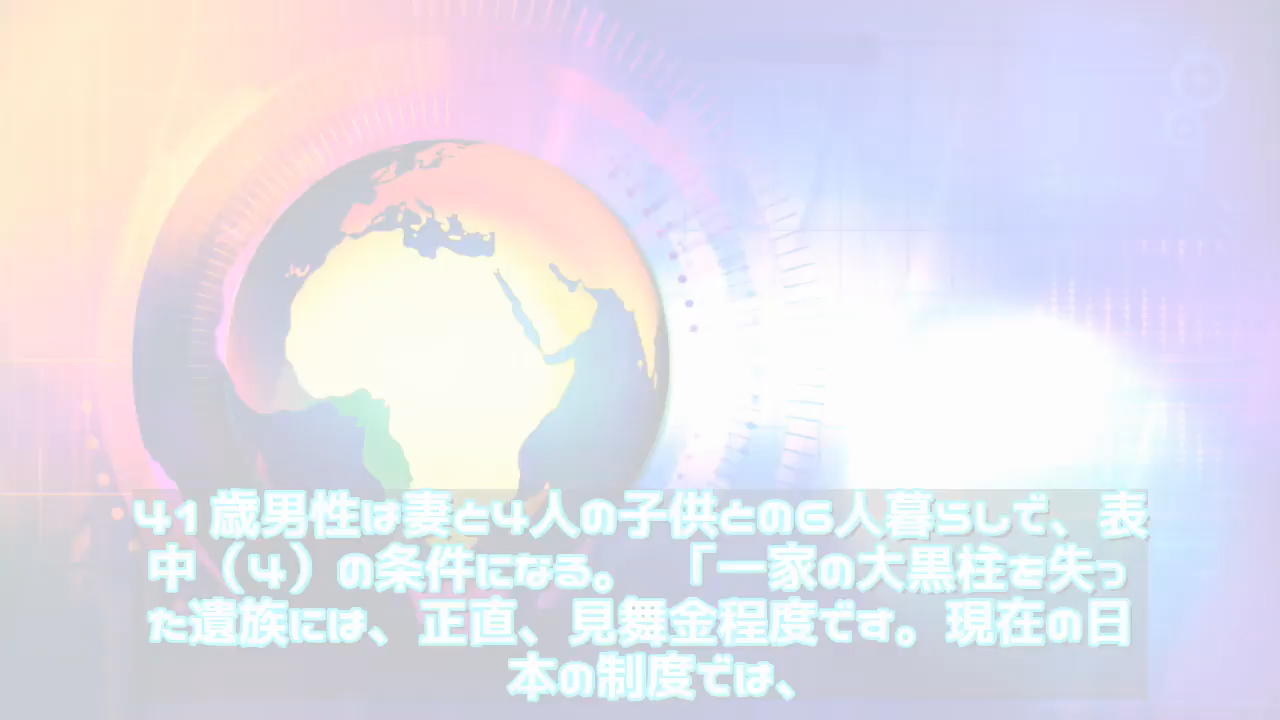 41歳男性は妻と4人の子供との6人暮らしで、表
中（4）の条件になる。　「一家の大黒柱を失っ
た遺族には、正直、見舞金程度です。現在の日
本の制度では、